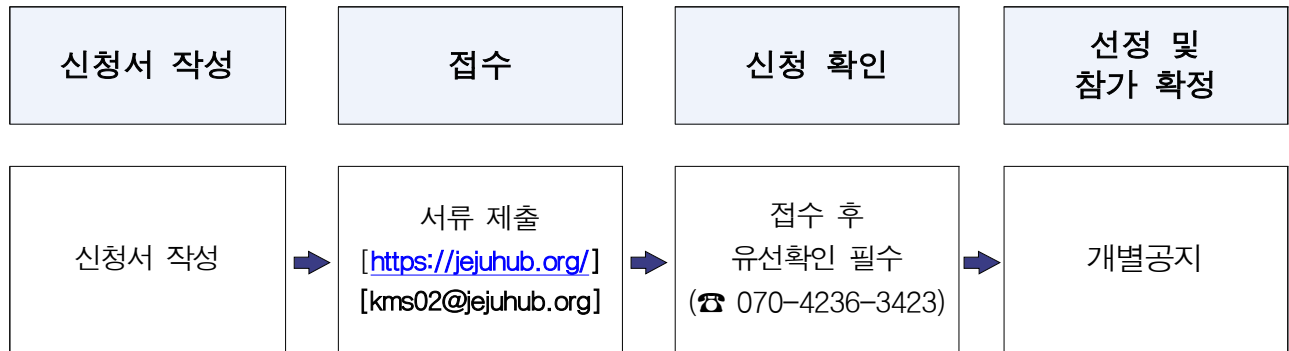 신청서 작성
접수
신청 확인
선정 및
참가 확정
신청서 작성
서류 제출
[https://jejuhub.org/]
[kms02@jejuhub.org]
접수 후
유선확인 필수
(☎ 070-4236-3423)
개별공지